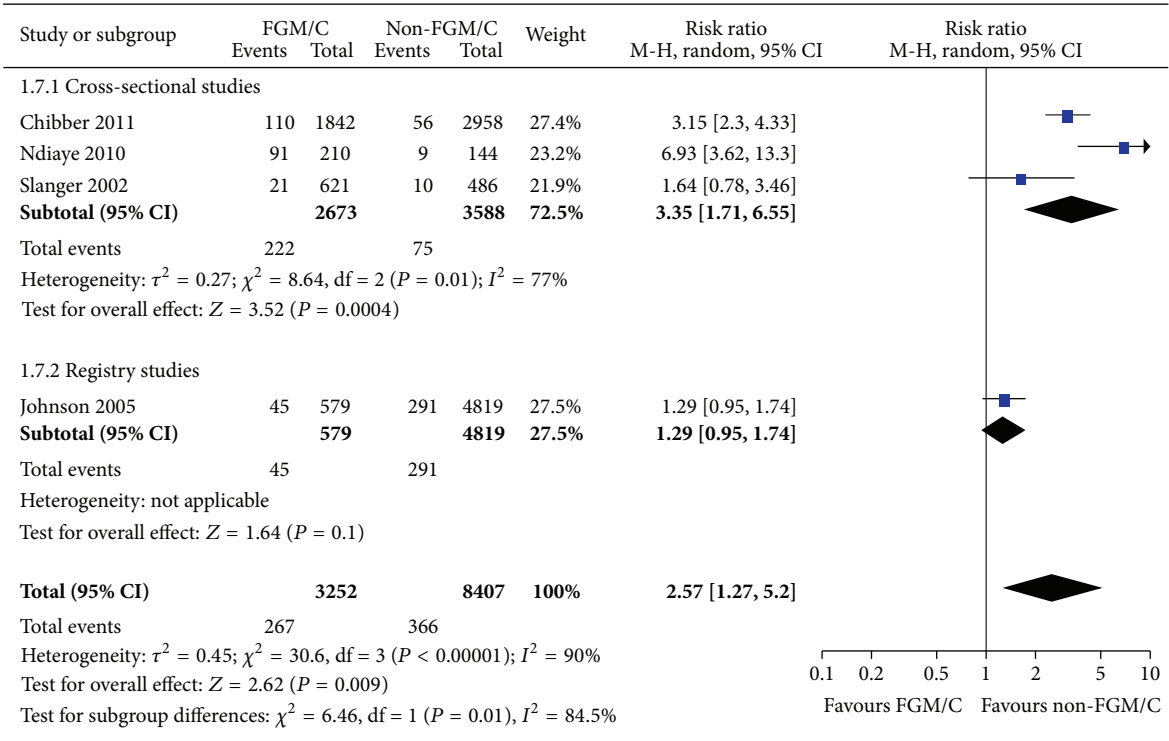 Study or subgroup FGM/C Non-FGM/C Weight Risk ratio Risk ratio
Events Total Events Total M-H, random, 95% CI M-H, random, 95% CI
1.7.1 Cross-sectional studies
Chibber 2011 110 1842 56 2958 27.4% 3.15 [2.3, 4.33]
Ndiaye 2010 91 210 9 144 23.2% 6.93 [3.62, 13.3]
Slanger 2002 21 621 10 486 21.9% 1.64 [0.78, 3.46]
Subtotal (95% CI) 2673 3588 72.5% 3.35 [1.71, 6.55]
Total events 222 75
Heterogeneity: τ² = 0.27; χ² = 8.64, df = 2 (P = 0.01); I² = 77%
Test for overall effect: Z = 3.52 (P = 0.0004)
1.7.2 Registry studies
Johnson 2005 45 579 291 4819 27.5% 1.29 [0.95, 1.74]
Subtotal (95% CI) 579 4819 27.5% 1.29 [0.95, 1.74]
Total events 45 291
Heterogeneity: not applicable
Test for overall effect: Z = 1.64 (P = 0.1)
Total (95% CI) 3252 8407 100% 2.57 [1.27, 5.2]
Total events 267 366
Heterogeneity: τ² = 0.45; χ² = 30.6, df = 3 (P < 0.00001); I² = 90%
Test for overall effect: Z = 2.62 (P = 0.009)
Test for subgroup differences: χ² = 6.46, df = 1 (P = 0.01), I² = 84.5%
0.1 0.2 0.5 1 2 5 10
Favours FGM/C Favours non-FGM/C